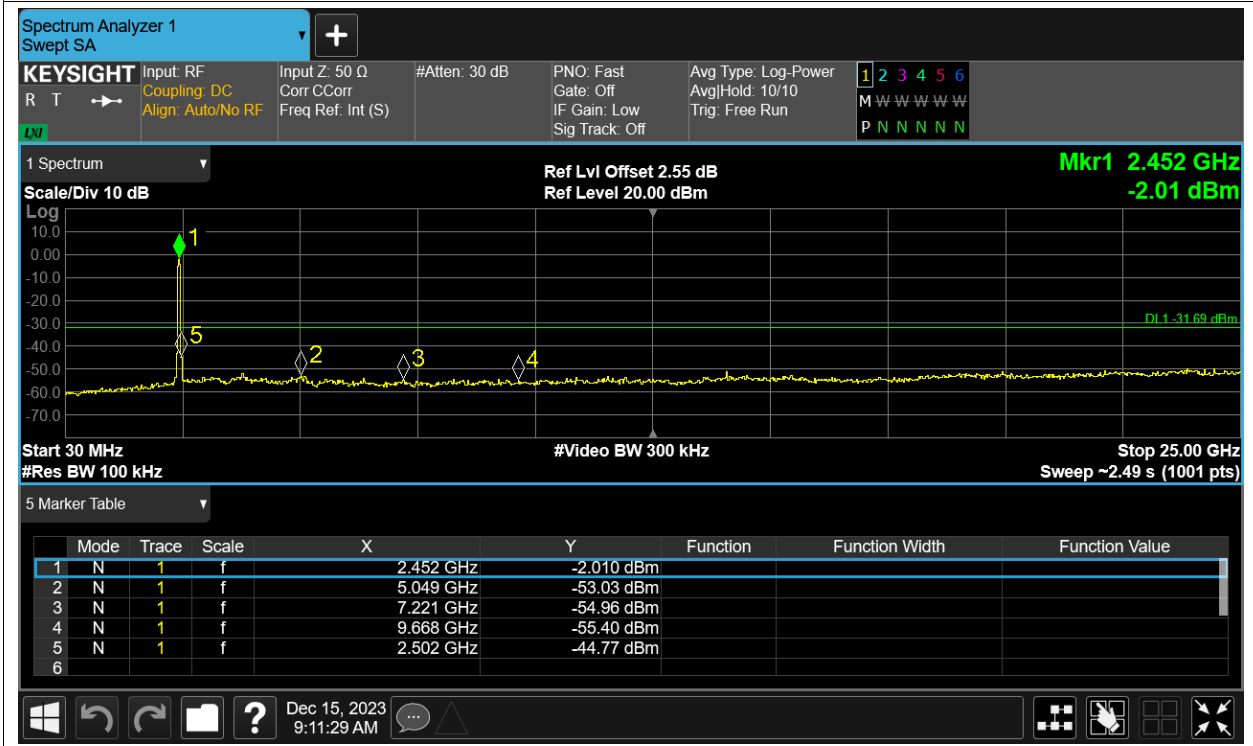 Spectrum Analyzer 1
Swept SA
+
KEYSIGHT Input: RF Input Z: 50 Ω #Atten: 30 dB PNO: Fast Avg Type: Log-Power 1 2 3 4 5 6
R T Coupling: DC Corr CCorr Gate: Off Avg|Hold: 10/10 M W W W W W
Align: Auto/No RF Freq Ref: Int (S) IF Gain: Low Trig: Free Run P N N N N N
LXI Sig Track: Off
1 Spectrum Ref Lvl Offset 2.55 dB Mkr1 2.452 GHz
Scale/Div 10 dB Ref Level 20.00 dBm -2.01 dBm
Log
10.0 1
0.00
-10.0
-20.0
-30.0 DL1 -31.69 dBm
-40.0 5 2 3 4
-50.0
-60.0
-70.0
Start 30 MHz #Video BW 300 kHz Stop 25.00 GHz
#Res BW 100 kHz Sweep ~2.49 s (1001 pts)
5 Marker Table
Mode Trace Scale X Y Function Function Width Function Value
1 N 1 f 2.452 GHz -2.010 dBm
2 N 1 f 5.049 GHz -53.03 dBm
3 N 1 f 7.221 GHz -54.96 dBm
4 N 1 f 9.668 GHz -55.40 dBm
5 N 1 f 2.502 GHz -44.77 dBm
6
? Dec 15, 2023
9:11:29 AM